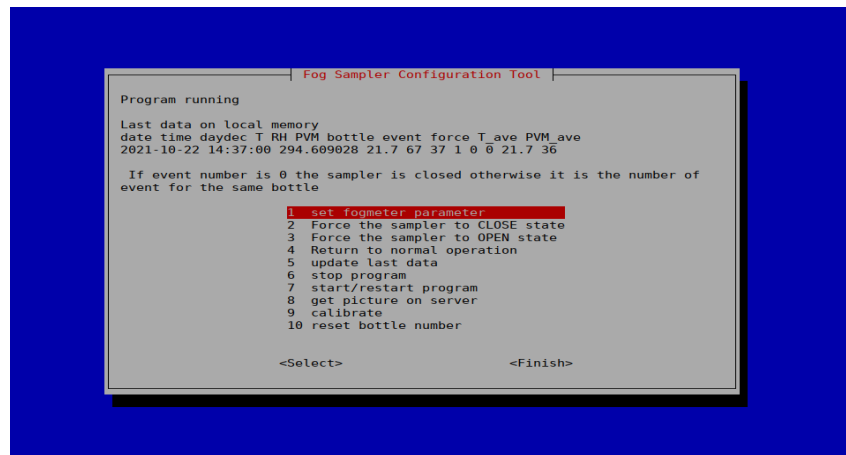 Fog Sampler Configuration Tool
Program running
Last data on local memory
date time daydec T RH PVM bottle event force T_ave PVM_ave
2021-10-22 14:37:00 294.609028 21.7 67 37 1 0 0 21.7 36
If event number is 0 the sampler is closed otherwise it is the number of
event for the same bottle
1 set fogmeter parameter
2 Force the sampler to CLOSE state
3 Force the sampler to OPEN state
4 Return to normal operation
5 update last data
6 stop program
7 start/restart program
8 get picture on server
9 calibrate
10 reset bottle number
<Select> <Finish>